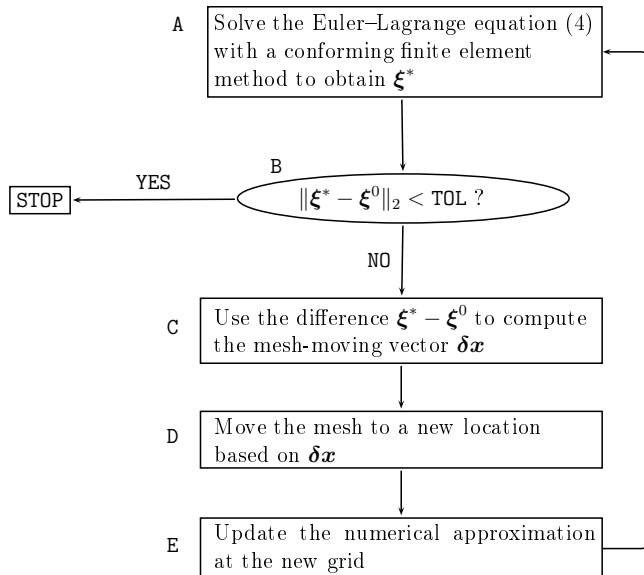 A
Solve the Euler–Lagrange equation (4)
with a conforming finite element
method to obtain ξ*
B
YES
STOP
‖ξ* − ξ⁰‖₂ < TOL ?
NO
C
Use the difference ξ* − ξ⁰ to compute
the mesh-moving vector δx
D
Move the mesh to a new location
based on δx
E
Update the numerical approximation
at the new grid